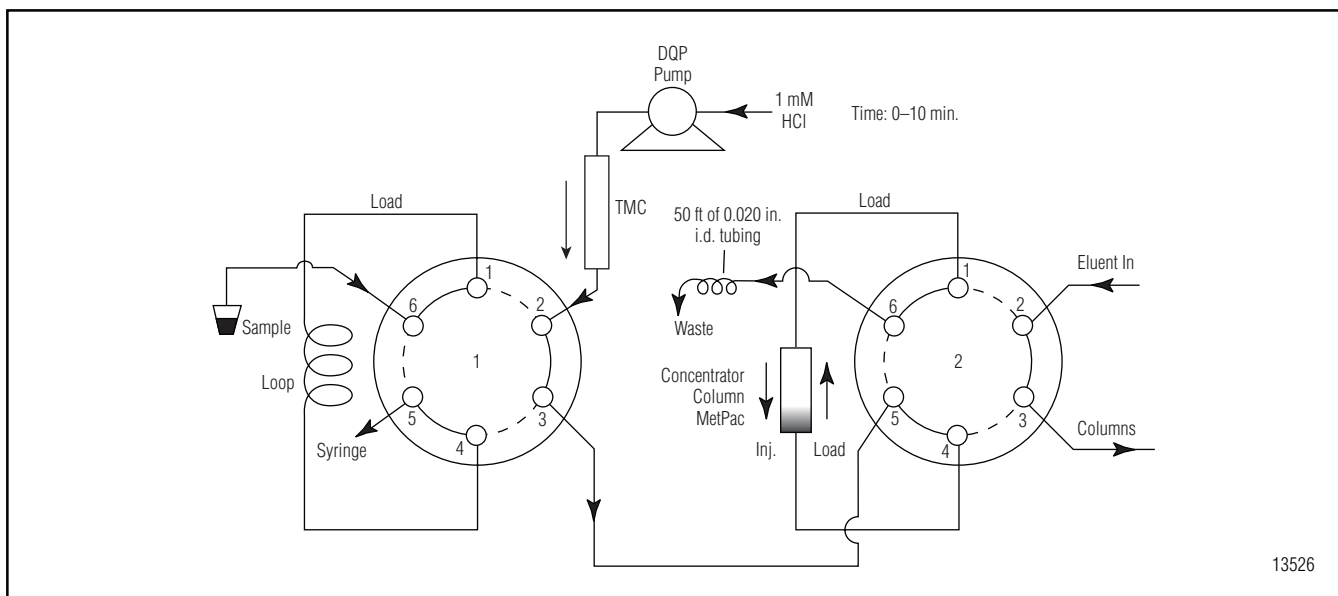 DQP
Pump
1 mM
HCl
Time: 0–10 min.
TMC
Load
1
2
3
4
5
6
1
Sample
Loop
Syringe
50 ft of 0.020 in.
i.d. tubing
Waste
Load
Concentrator
Column
MetPac
Inj.
Load
1
2
3
4
5
6
2
Eluent In
Columns
13526